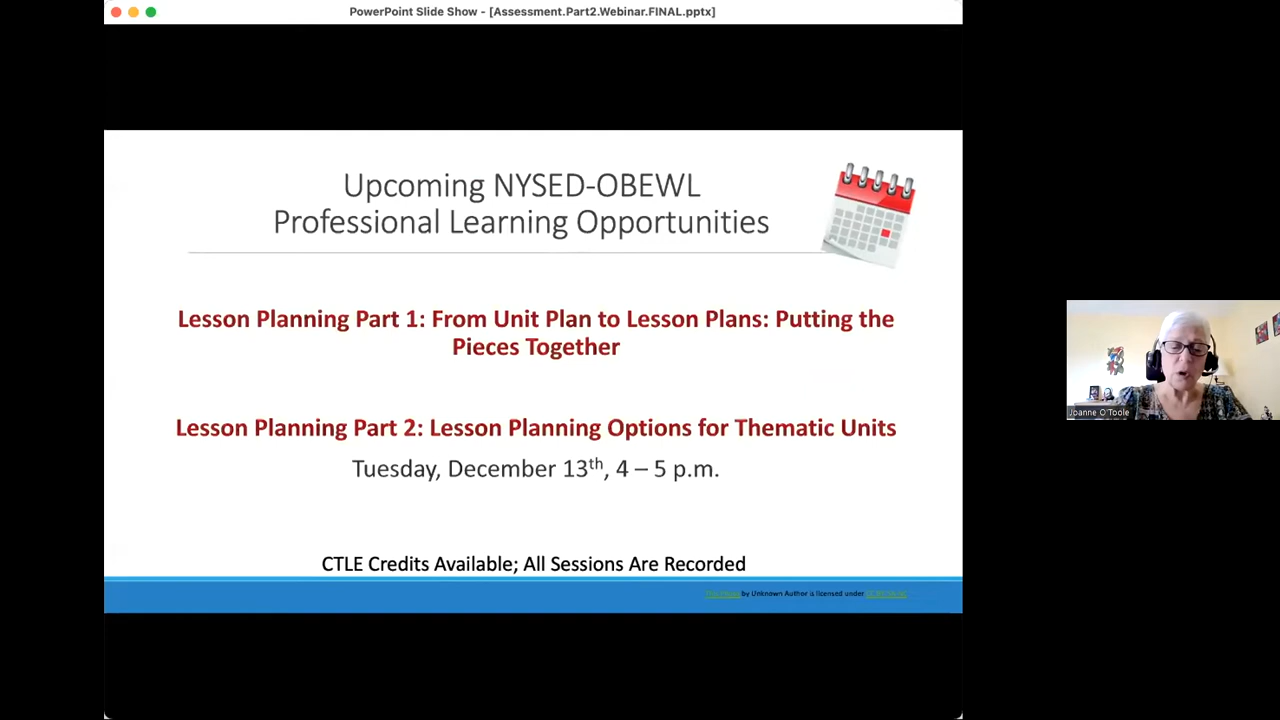 PowerPoint Slide Show - [Assessment.Part2.Webinar.FINAL.pptx]
Upcoming NYSED-OBEWL
Professional Learning Opportunities
Lesson Planning Part 1: From Unit Plan to Lesson Plans: Putting the
Pieces Together
Lesson Planning Part 2: Lesson Planning Options for Thematic Units
Tuesday, December 13th, 4 – 5 p.m.
CTLE Credits Available; All Sessions Are Recorded
by Unknown Author is licensed under
Joanne O'Toole